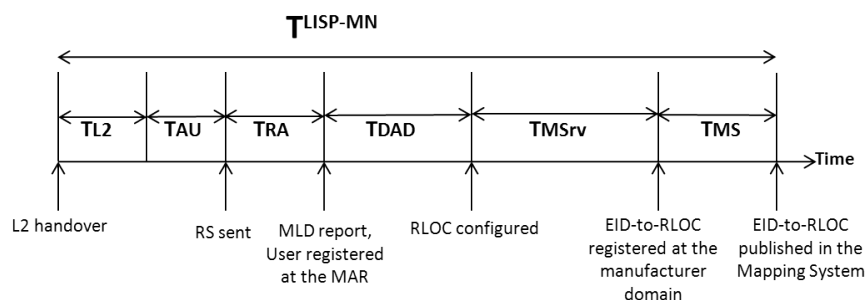 TLISP-MN
TL2
TAU
TRA
TDAD
TMSrv
TMS
Time
L2 handover
RS sent
MLD report,
User registered
at the MAR
RLOC configured
EID-to-RLOC
registered at the
manufacturer
domain
EID-to-RLOC
published in the
Mapping System